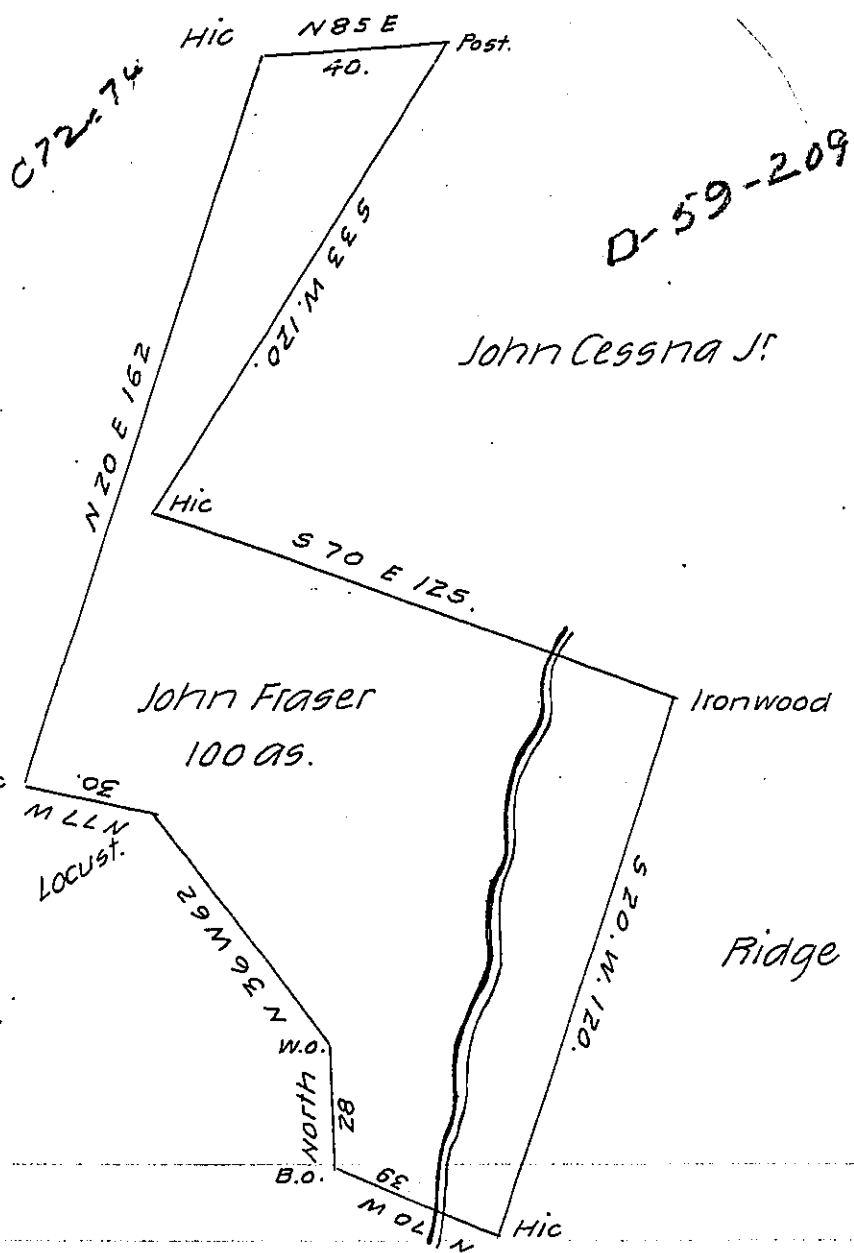 Hic
N 85 E
40.
Post.
C72-74
D-59-209
S 33 W. 120.
John Cessna Jr.
N 20 E 162
Hic
S 70 E 125.
John Fraser
100 as.
Ironwood
30.
N 77 W
Locust.
N 36 W 62
S 20. W. 120.
Ridge
W.O.
North
28
B.O.
39
N 70 W
Hic